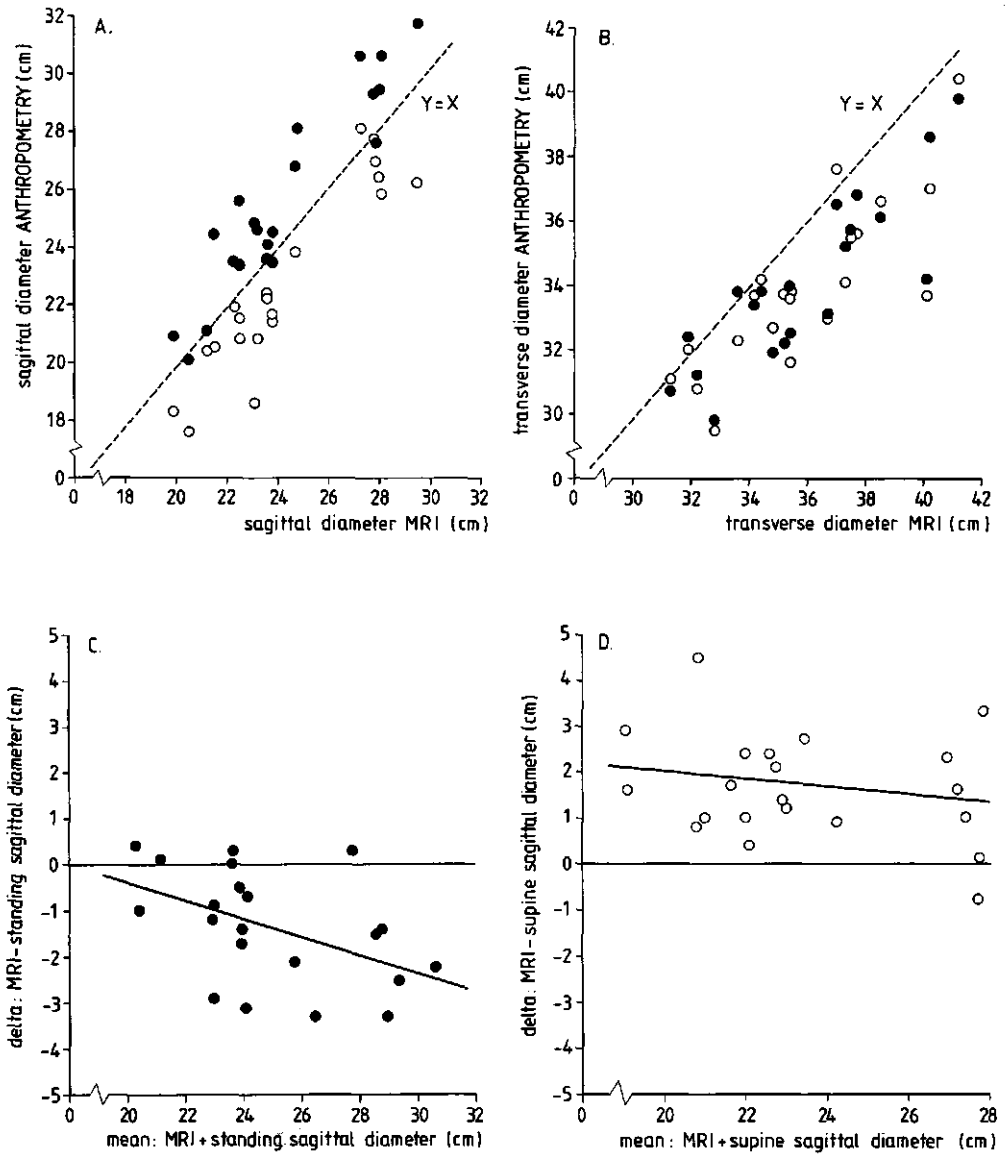 A.
sagittal diameter ANTHROPOMETRY (cm)
32
30
28
26
24
22
20
18
0
Y=X
0 18 20 22 24 26 28 30 32
sagittal diameter MRI (cm)
B.
transverse diameter ANTHROPOMETRY (cm)
42
40
38
36
34
32
30
0
Y=X
0 30 32 34 36 38 40 42
transverse diameter MRI (cm)
C.
delta: MRI-standing sagittal diameter (cm)
5
4
3
2
1
0
-1
-2
-3
-4
-5
0 20 22 24 26 28 30 32
mean: MRI+standing sagittal diameter (cm)
D.
delta: MRI-supine sagittal diameter (cm)
5
4
3
2
1
0
-1
-2
-3
-4
-5
0 20 22 24 26 28
mean: MRI+supine sagittal diameter (cm)